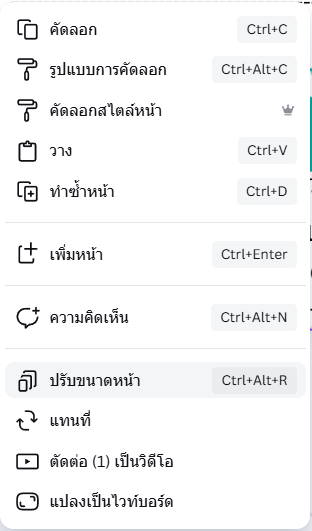 คัดลอก Ctrl+C
รูปแบบการคัดลอก Ctrl+Alt+C
คัดลอกสไตล์หน้า
วาง Ctrl+V
ทำซ้ำหน้า Ctrl+D
เพิ่มหน้า Ctrl+Enter
ความคิดเห็น Ctrl+Alt+N
ปรับขนาดหน้า Ctrl+Alt+R
แทนที่
ตัดต่อ (1) เป็นวิดีโอ
แปลงเป็นไวท์บอร์ด